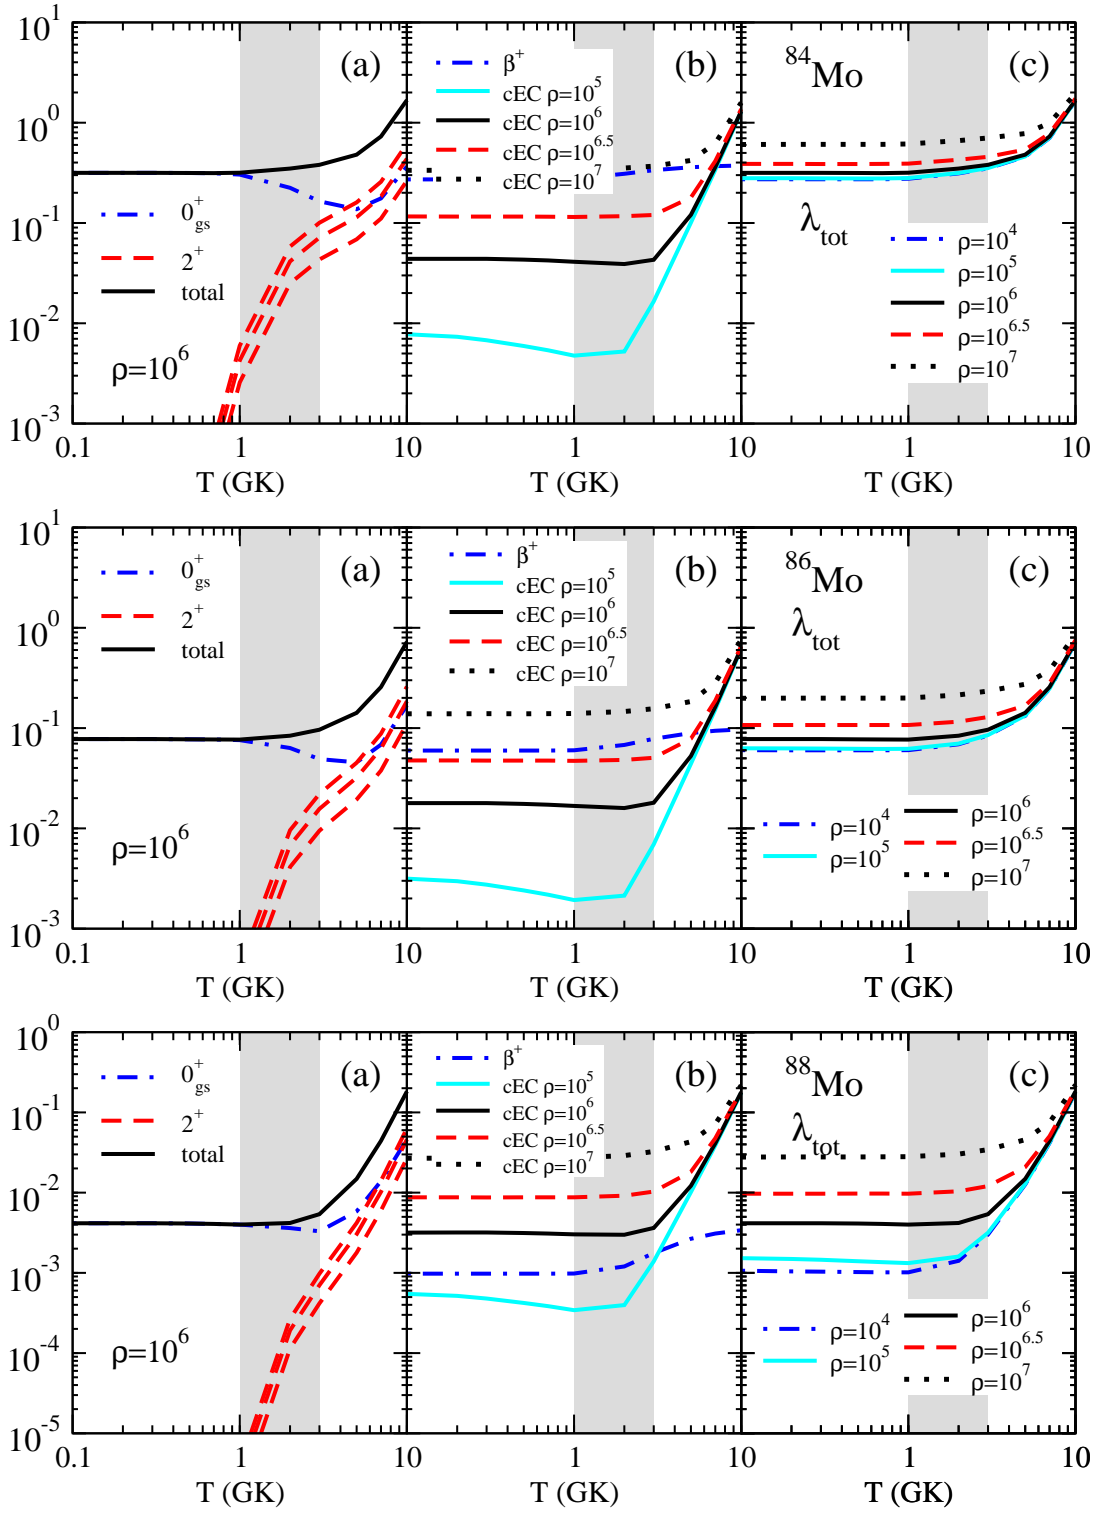 10^1
10^0
10^-1
10^-2
10^-3
(a)
0^+_gs
2^+
total
ρ=10^6
0.1
1
10
T (GK)
(b)
β^+
cEC ρ=10^5
cEC ρ=10^6
cEC ρ=10^6.5
cEC ρ=10^7
1
10
T (GK)
^84Mo
(c)
λ_tot
ρ=10^4
ρ=10^5
ρ=10^6
ρ=10^6.5
ρ=10^7
1
10
T (GK)
10^1
10^0
10^-1
10^-2
10^-3
(a)
0^+_gs
2^+
total
ρ=10^6
0.1
1
10
T (GK)
(b)
β^+
cEC ρ=10^5
cEC ρ=10^6
cEC ρ=10^6.5
cEC ρ=10^7
1
10
T (GK)
^86Mo
(c)
λ_tot
ρ=10^4
ρ=10^5
ρ=10^6
ρ=10^6.5
ρ=10^7
1
10
T (GK)
10^0
10^-1
10^-2
10^-3
10^-4
10^-5
(a)
0^+_gs
2^+
total
ρ=10^6
0.1
1
10
T (GK)
(b)
β^+
cEC ρ=10^5
cEC ρ=10^6
cEC ρ=10^6.5
cEC ρ=10^7
1
10
T (GK)
^88Mo
(c)
λ_tot
ρ=10^4
ρ=10^5
ρ=10^6
ρ=10^6.5
ρ=10^7
1
10
T (GK)